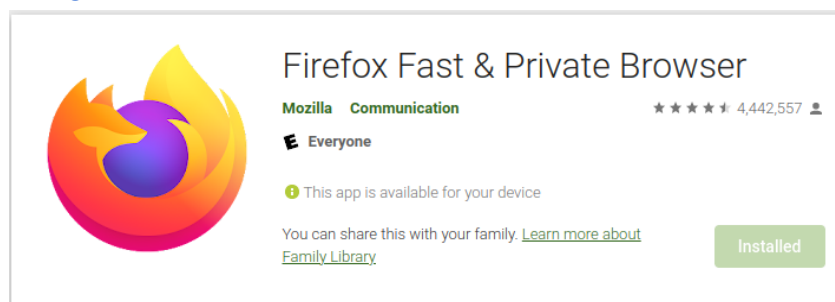 Firefox Fast & Private Browser
Mozilla Communication 4,442,557
E Everyone
This app is available for your device
You can share this with your family. Learn more about
Family Library
Installed